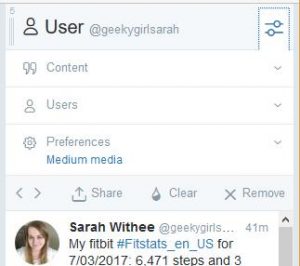 6
User @geekygirlsarah
Content
Users
Preferences
Medium media
Share Clear Remove
Sarah Withee @geekygirls... 41m
My fitbit #Fitstats_en_US for
7/03/2017: 6,471 steps and 3